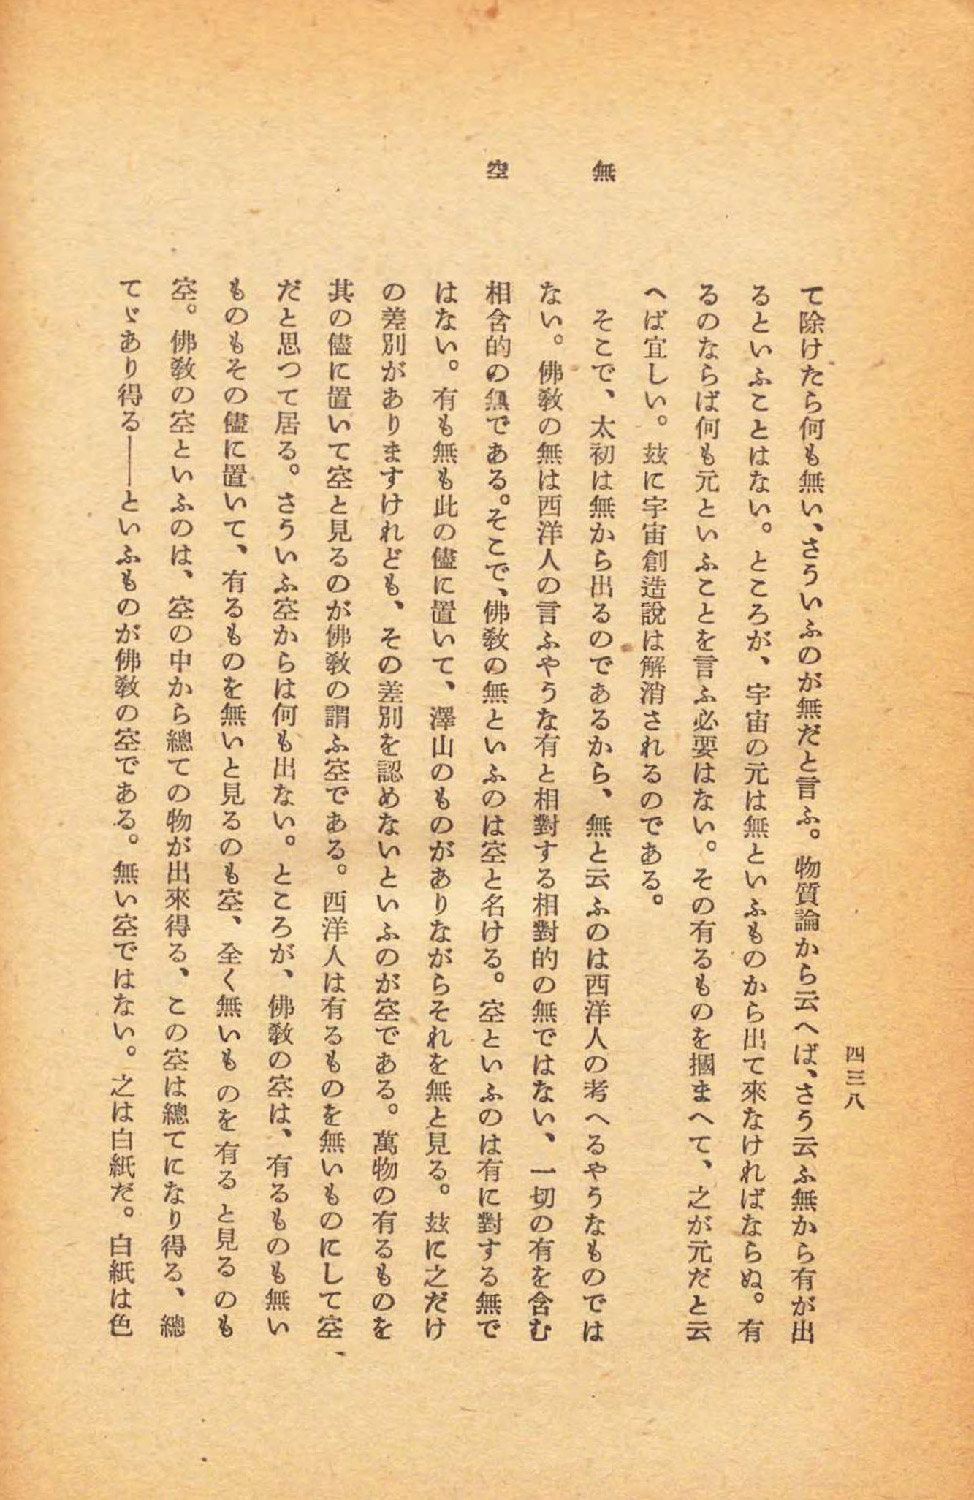 四三八
無
空
て除けたら何も無い、さういふのが無だと言ふ。物質論から云へば、さう云ふ無から有が出
るといふことはない。ところが、宇宙の元は無といふものから出て來なければならぬ。有
るのならば何も元といふことを言ふ必要はない。その有るものを摑まへて、之が元だと云
へば宜しい。玆に宇宙創造說は解消されるのである。
そこで、太初は無から出るのであるから、無と云ふのは西洋人の考へるやうなものでは
ない。佛敎の無は西洋人の言ふやうな有と相對する相對的の無ではない、一切の有を含む
相含的の無である。そこで、佛敎の無といふのは空と名ける。空といふのは有に對する無で
はない。有も無も此の儘に置いて、澤山のものがありながらそれを無と見る。玆に之だけ
の差別がありますけれども、その差別を認めないといふのが空である。萬物の有るものを
其の儘に置いて空と見るのが佛敎の謂ふ空である。西洋人は有るものを無いものにして空、
だと思つて居る。さういふ空からは何も出ない。ところが、佛敎の空は、有るものも無い
ものもその儘に置いて、有るものを無いと見るのも空、全く無いものを有ると見るのも
空。佛敎の空といふのは、空の中から總ての物が出來得る、この空は總てになり得る、總
てゞあり得る——といふものが佛敎の空である。無い空ではない。之は白紙だ。白紙は色